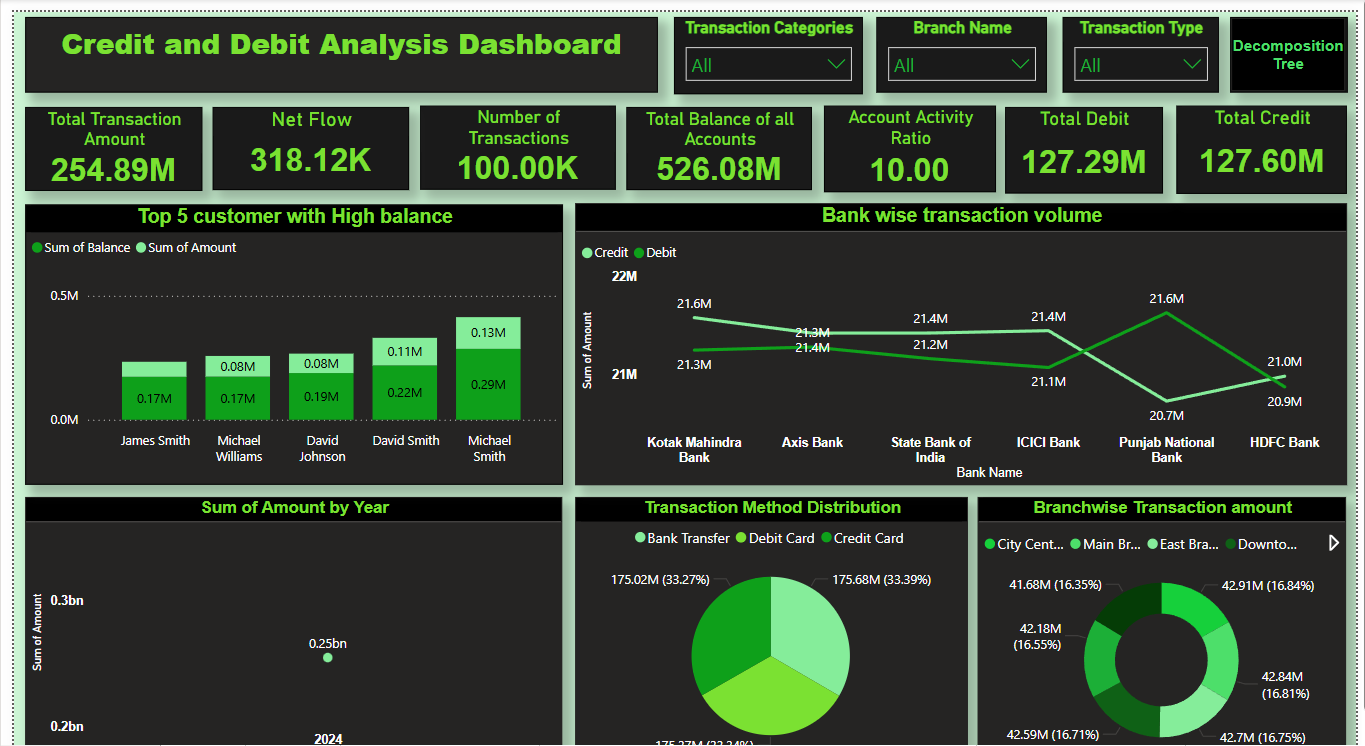 Credit and Debit Analysis Dashboard
Transaction Categories
All
Branch Name
All
Transaction Type
All
Decomposition
Tree
Total Transaction
Amount
254.89M
Net Flow
318.12K
Number of
Transactions
100.00K
Total Balance of all
Accounts
526.08M
Account Activity
Ratio
10.00
Total Debit
127.29M
Total Credit
127.60M
Top 5 customer with High balance
Sum of Balance Sum of Amount
0.5M
0.0M
0.17M
0.08M
0.17M
0.08M
0.19M
0.11M
0.22M
0.13M
0.29M
James Smith
Michael
Williams
David
Johnson
David Smith
Michael
Smith
Bank wise transaction volume
Credit Debit
Sum of Amount
22M
21M
21.6M
21.3M
21.3M
21.4M
21.4M
21.2M
21.4M
21.1M
21.6M
20.7M
21.0M
20.9M
Kotak Mahindra
Bank
Axis Bank
State Bank of
India
ICICI Bank
Punjab National
Bank
HDFC Bank
Bank Name
Sum of Amount by Year
Sum of Amount
0.3bn
0.25bn
0.2bn
2024
Transaction Method Distribution
Bank Transfer Debit Card Credit Card
175.02M (33.27%)
175.68M (33.39%)
Branchwise Transaction amount
City Cent... Main Br... East Bra... Downto...
41.68M (16.35%)
42.91M (16.84%)
42.18M
(16.55%)
42.84M
(16.81%)
42.59M (16.71%)
42.7M (16.75%)